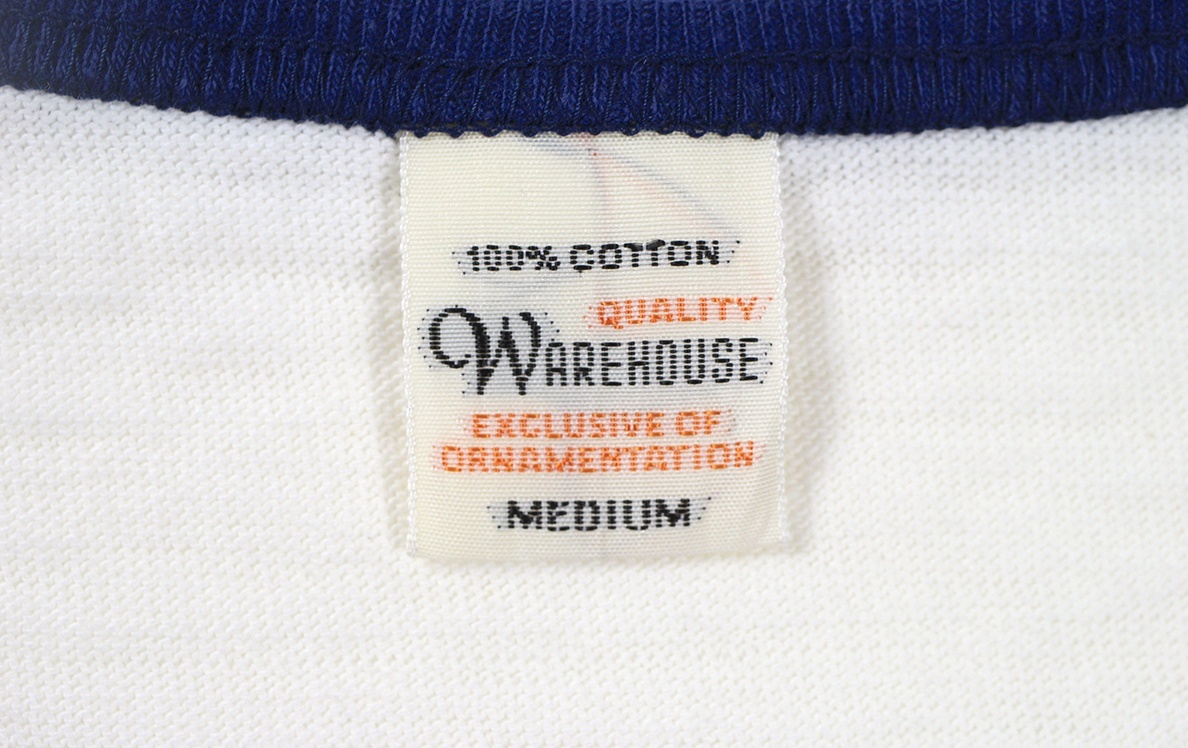 100% COTTON
QUALITY
WAREHOUSE
EXCLUSIVE OF
ORNAMENTATION
MEDIUM